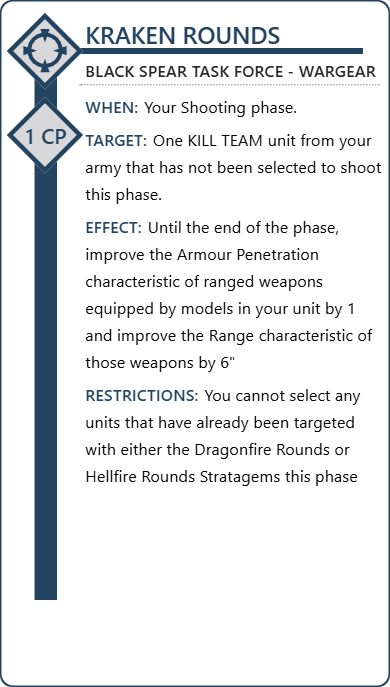 KRAKEN ROUNDS
BLACK SPEAR TASK FORCE - WARGEAR
WHEN: Your Shooting phase.
1 CP
TARGET: One KILL TEAM unit from your
army that has not been selected to shoot
this phase.
EFFECT: Until the end of the phase,
improve the Armour Penetration
characteristic of ranged weapons
equipped by models in your unit by 1
and improve the Range characteristic of
those weapons by 6"
RESTRICTIONS: You cannot select any
units that have already been targeted
with either the Dragonfire Rounds or
Hellfire Rounds Stratagems this phase